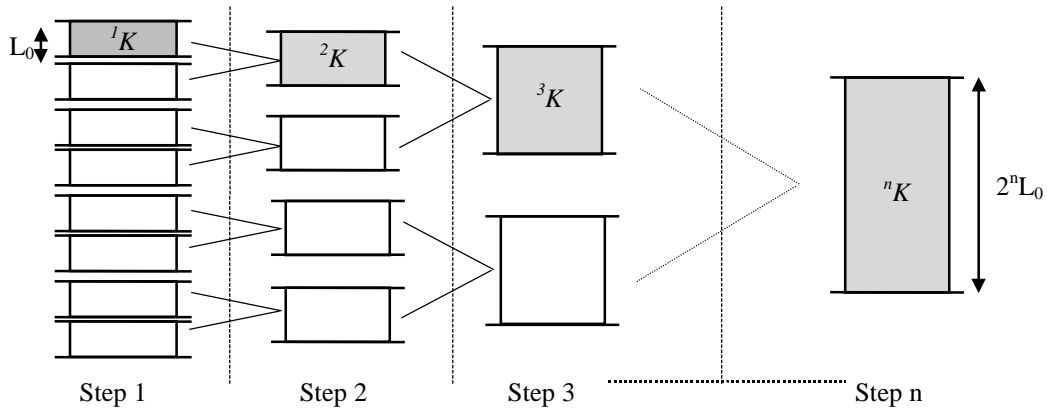 L₀
¹K
²K
³K
ⁿK
2ⁿL₀
Step 1
Step 2
Step 3
Step n